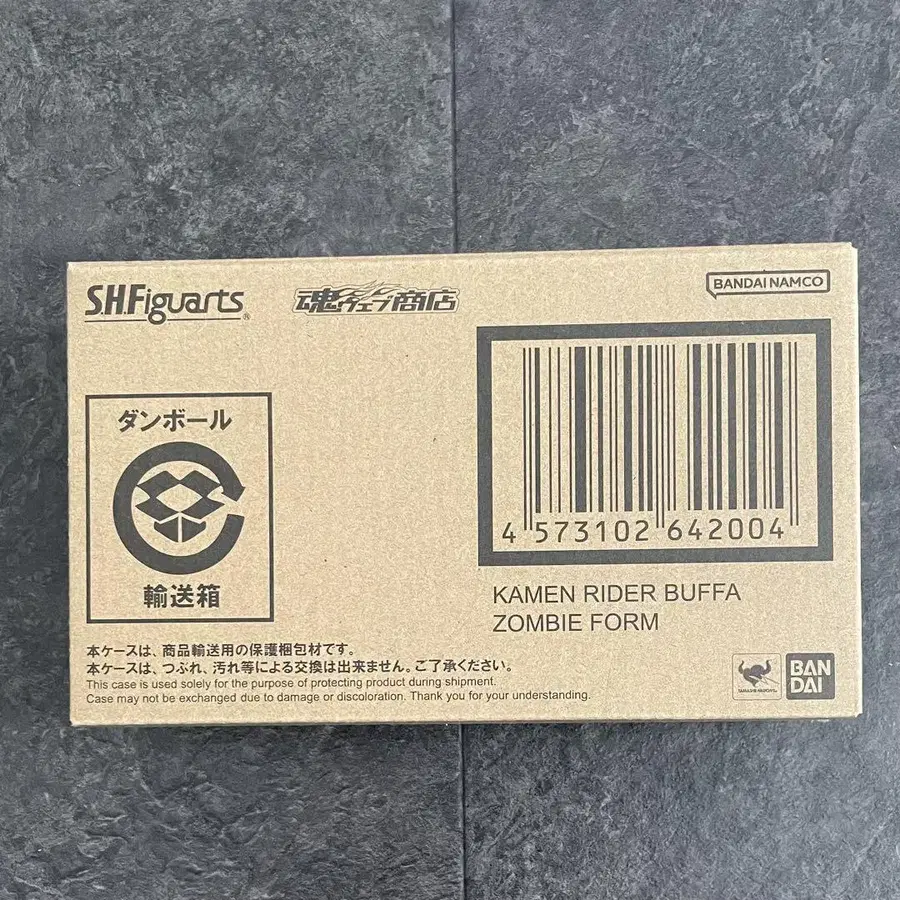 S.H.Figuarts®
魂ウェブ商店
BANDAI NAMCO
ダンボール
輸送箱
4 573102 642004
KAMEN RIDER BUFFA
ZOMBIE FORM
本ケースは、商品輸送用の保護梱包材です。
本ケースは、つぶれ、汚れ等による交換は出来ません。ご了承ください。
This case is used solely for the purpose of protecting product during shipment.
Case may not be exchanged due to damage or discoloration. Thank you for your understanding.
TAMASHII NATIONS
BAN
DAI